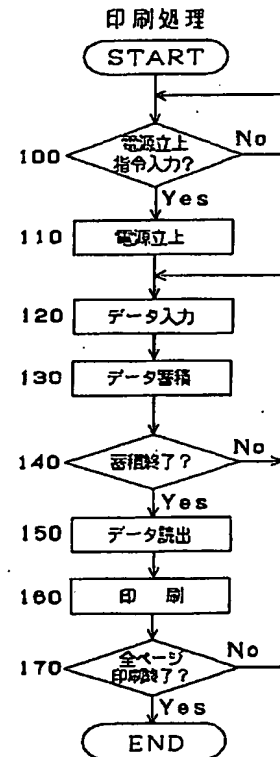 印刷処理
START
100
電源立上
指令入力?
No
Yes
110
電源立上
120
データ入力
130
データ蓄積
140
蓄積終了?
No
Yes
150
データ読出
160
印 刷
170
全ページ
印刷終了?
No
Yes
END